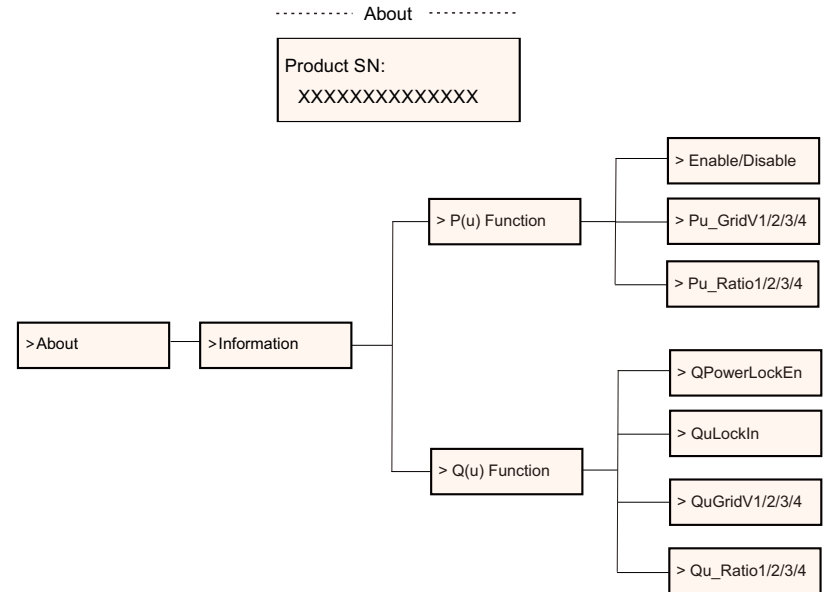 About
Product SN:
XXXXXXXXXXXXXX
> Enable/Disable
> P(u) Function
> Pu_GridV1/2/3/4
> Pu_Ratio1/2/3/4
>About
>Information
> QPowerLockEn
> QuLockIn
> Q(u) Function
> QuGridV1/2/3/4
> Qu_Ratio1/2/3/4